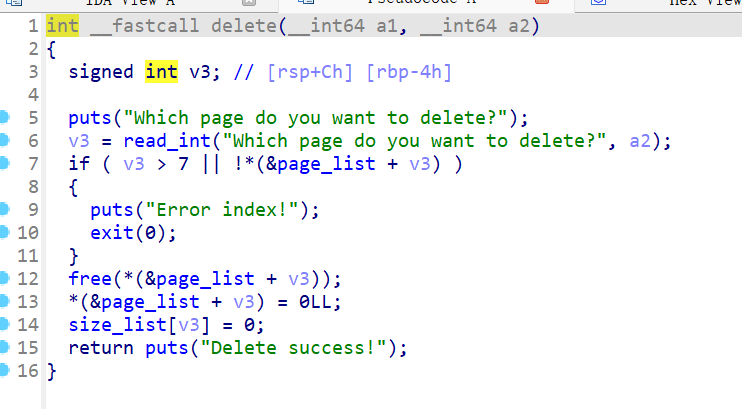 IDA View A
Pseudocode A
Hex View
1 int __fastcall delete(__int64 a1, __int64 a2)
2 {
3 signed int v3; // [rsp+Ch] [rbp-4h]
4
5 puts("Which page do you want to delete?");
6 v3 = read_int("Which page do you want to delete?", a2);
7 if ( v3 > 7 || !*(&page_list + v3) )
8 {
9 puts("Error index!");
10 exit(0);
11 }
12 free(*(&page_list + v3));
13 *(&page_list + v3) = 0LL;
14 size_list[v3] = 0;
15 return puts("Delete success!");
16 }